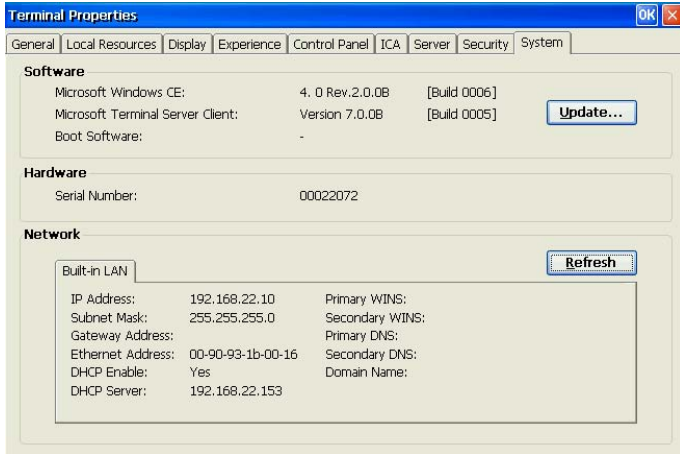 Terminal Properties OK
General Local Resources Display Experience Control Panel ICA Server Security System
Software
Microsoft Windows CE: 4. 0 Rev.2.0.0B [Build 0006]
Microsoft Terminal Server Client: Version 7.0.0B [Build 0005]
Update...
Boot Software: -
Hardware
Serial Number: 00022072
Network
Refresh
Built-in LAN
IP Address: 192.168.22.10 Primary WINS:
Subnet Mask: 255.255.255.0 Secondary WINS:
Gateway Address: Primary DNS:
Ethernet Address: 00-90-93-1b-00-16 Secondary DNS:
DHCP Enable: Yes Domain Name:
DHCP Server: 192.168.22.153